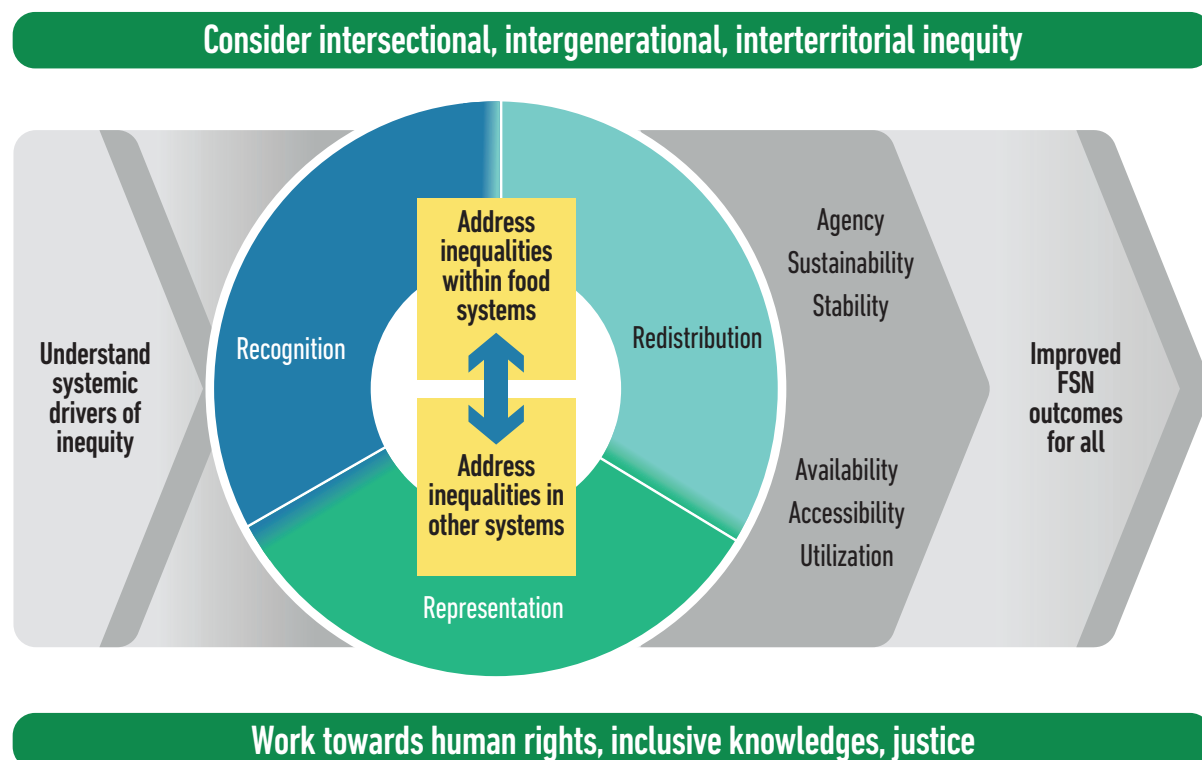 Consider intersectional, intergenerational, interterritorial inequity
Understand
systemic
drivers of
inequity
Recognition
Address
inequalities
within food
systems
Address
inequalities in
other systems
Redistribution
Representation
Agency
Sustainability
Stability
Availability
Accessibility
Utilization
Improved
FSN
outcomes
for all
Work towards human rights, inclusive knowledges, justice